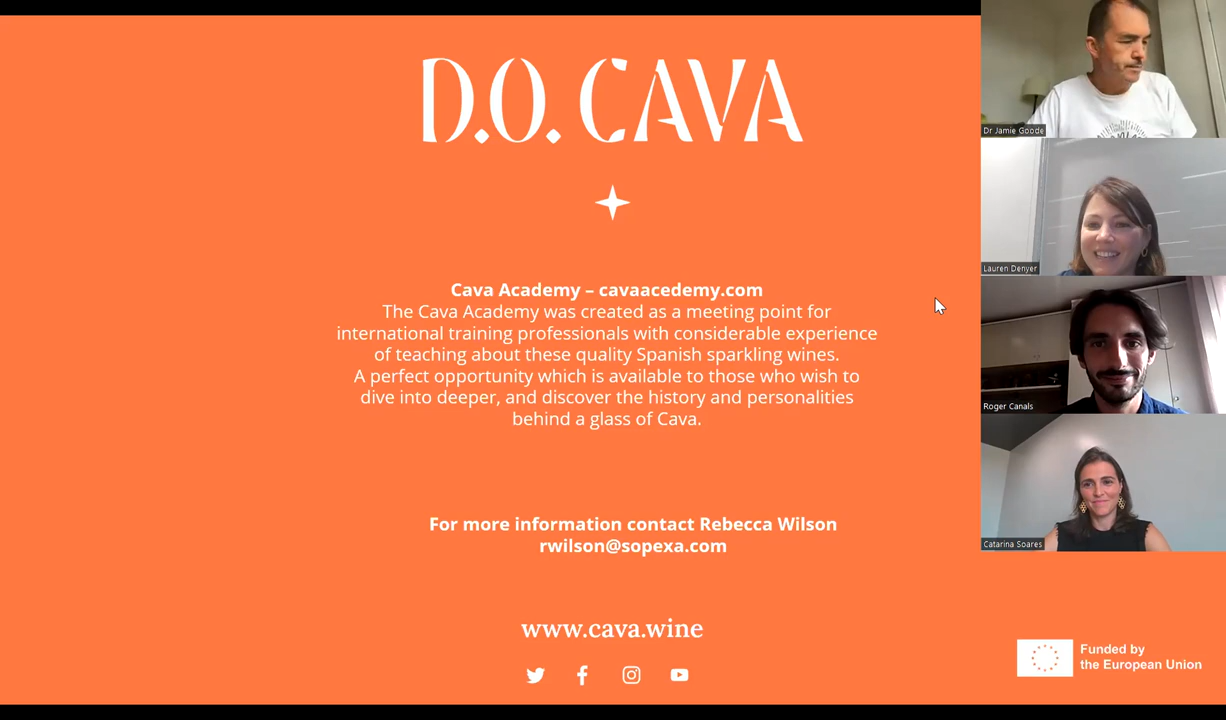 D.O. CAVA
Cava Academy – cavaacedemy.com
The Cava Academy was created as a meeting point for
international training professionals with considerable experience
of teaching about these quality Spanish sparkling wines.
A perfect opportunity which is available to those who wish to
dive into deeper, and discover the history and personalities
behind a glass of Cava.
For more information contact Rebecca Wilson
rwilson@sopexa.com
www.cava.wine
Funded by
the European Union
Dr Jamie Goode
Lauren Denyer
Roger Canals
Catarina Soares